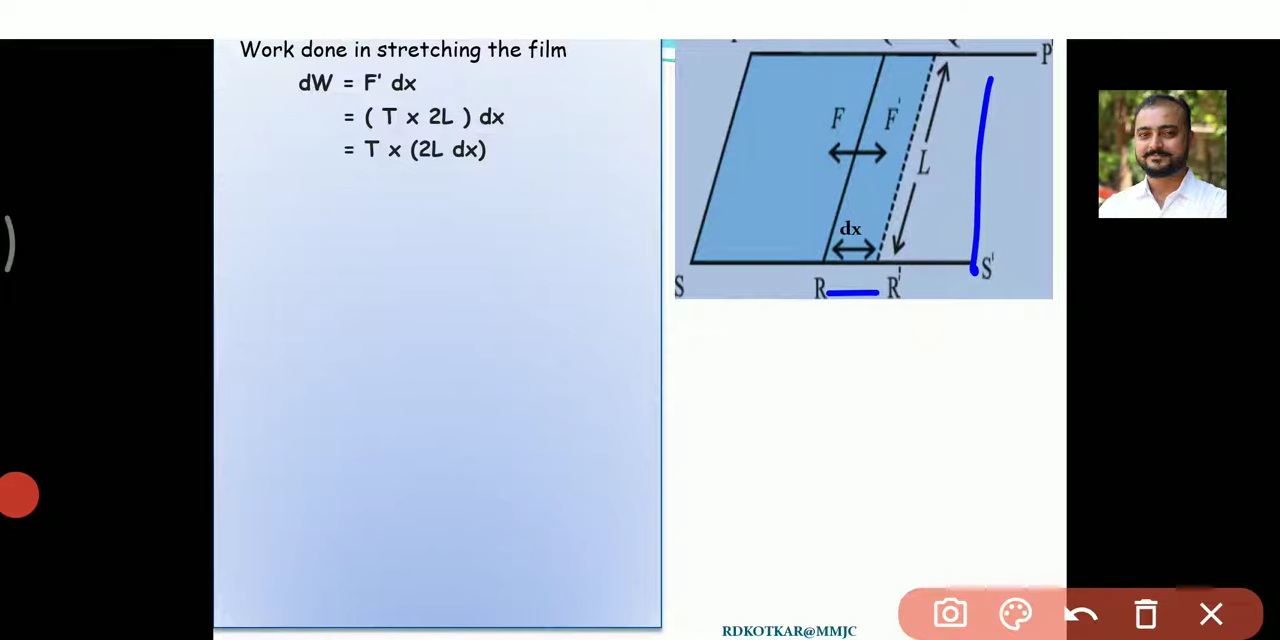 Work done in stretching the film
dW = F' dx
= ( T x 2L ) dx
= T x (2L dx)
P'
F
F'
L
dx
S
R
R'
S'
RDKOTKAR@MMJC